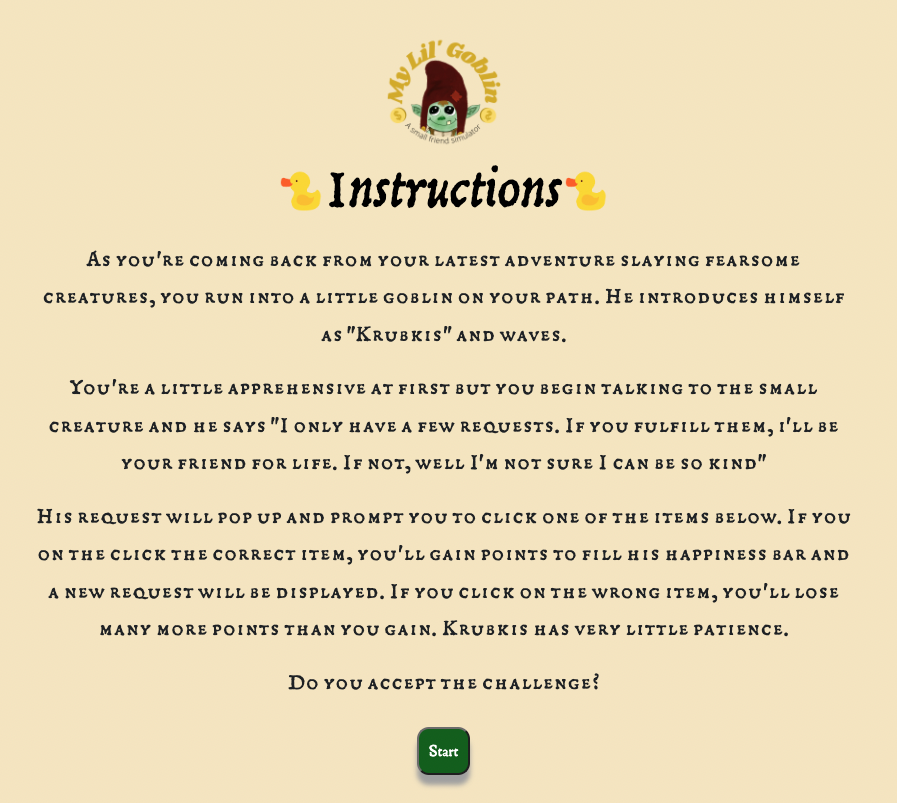 My Lil' Goblin
A small friend simulator
Instructions
As you're coming back from your latest adventure slaying fearsome
creatures, you run into a little goblin on your path. He introduces himself
as "Krubkis" and waves.
You're a little apprehensive at first but you begin talking to the small
creature and he says "I only have a few requests. If you fulfill them, i'll be
your friend for life. If not, well I'm not sure I can be so kind"
His request will pop up and prompt you to click one of the items below. If you
on the click the correct item, you'll gain points to fill his happiness bar and
a new request will be displayed. If you click on the wrong item, you'll lose
many more points than you gain. Krubkis has very little patience.
Do you accept the challenge?
Start